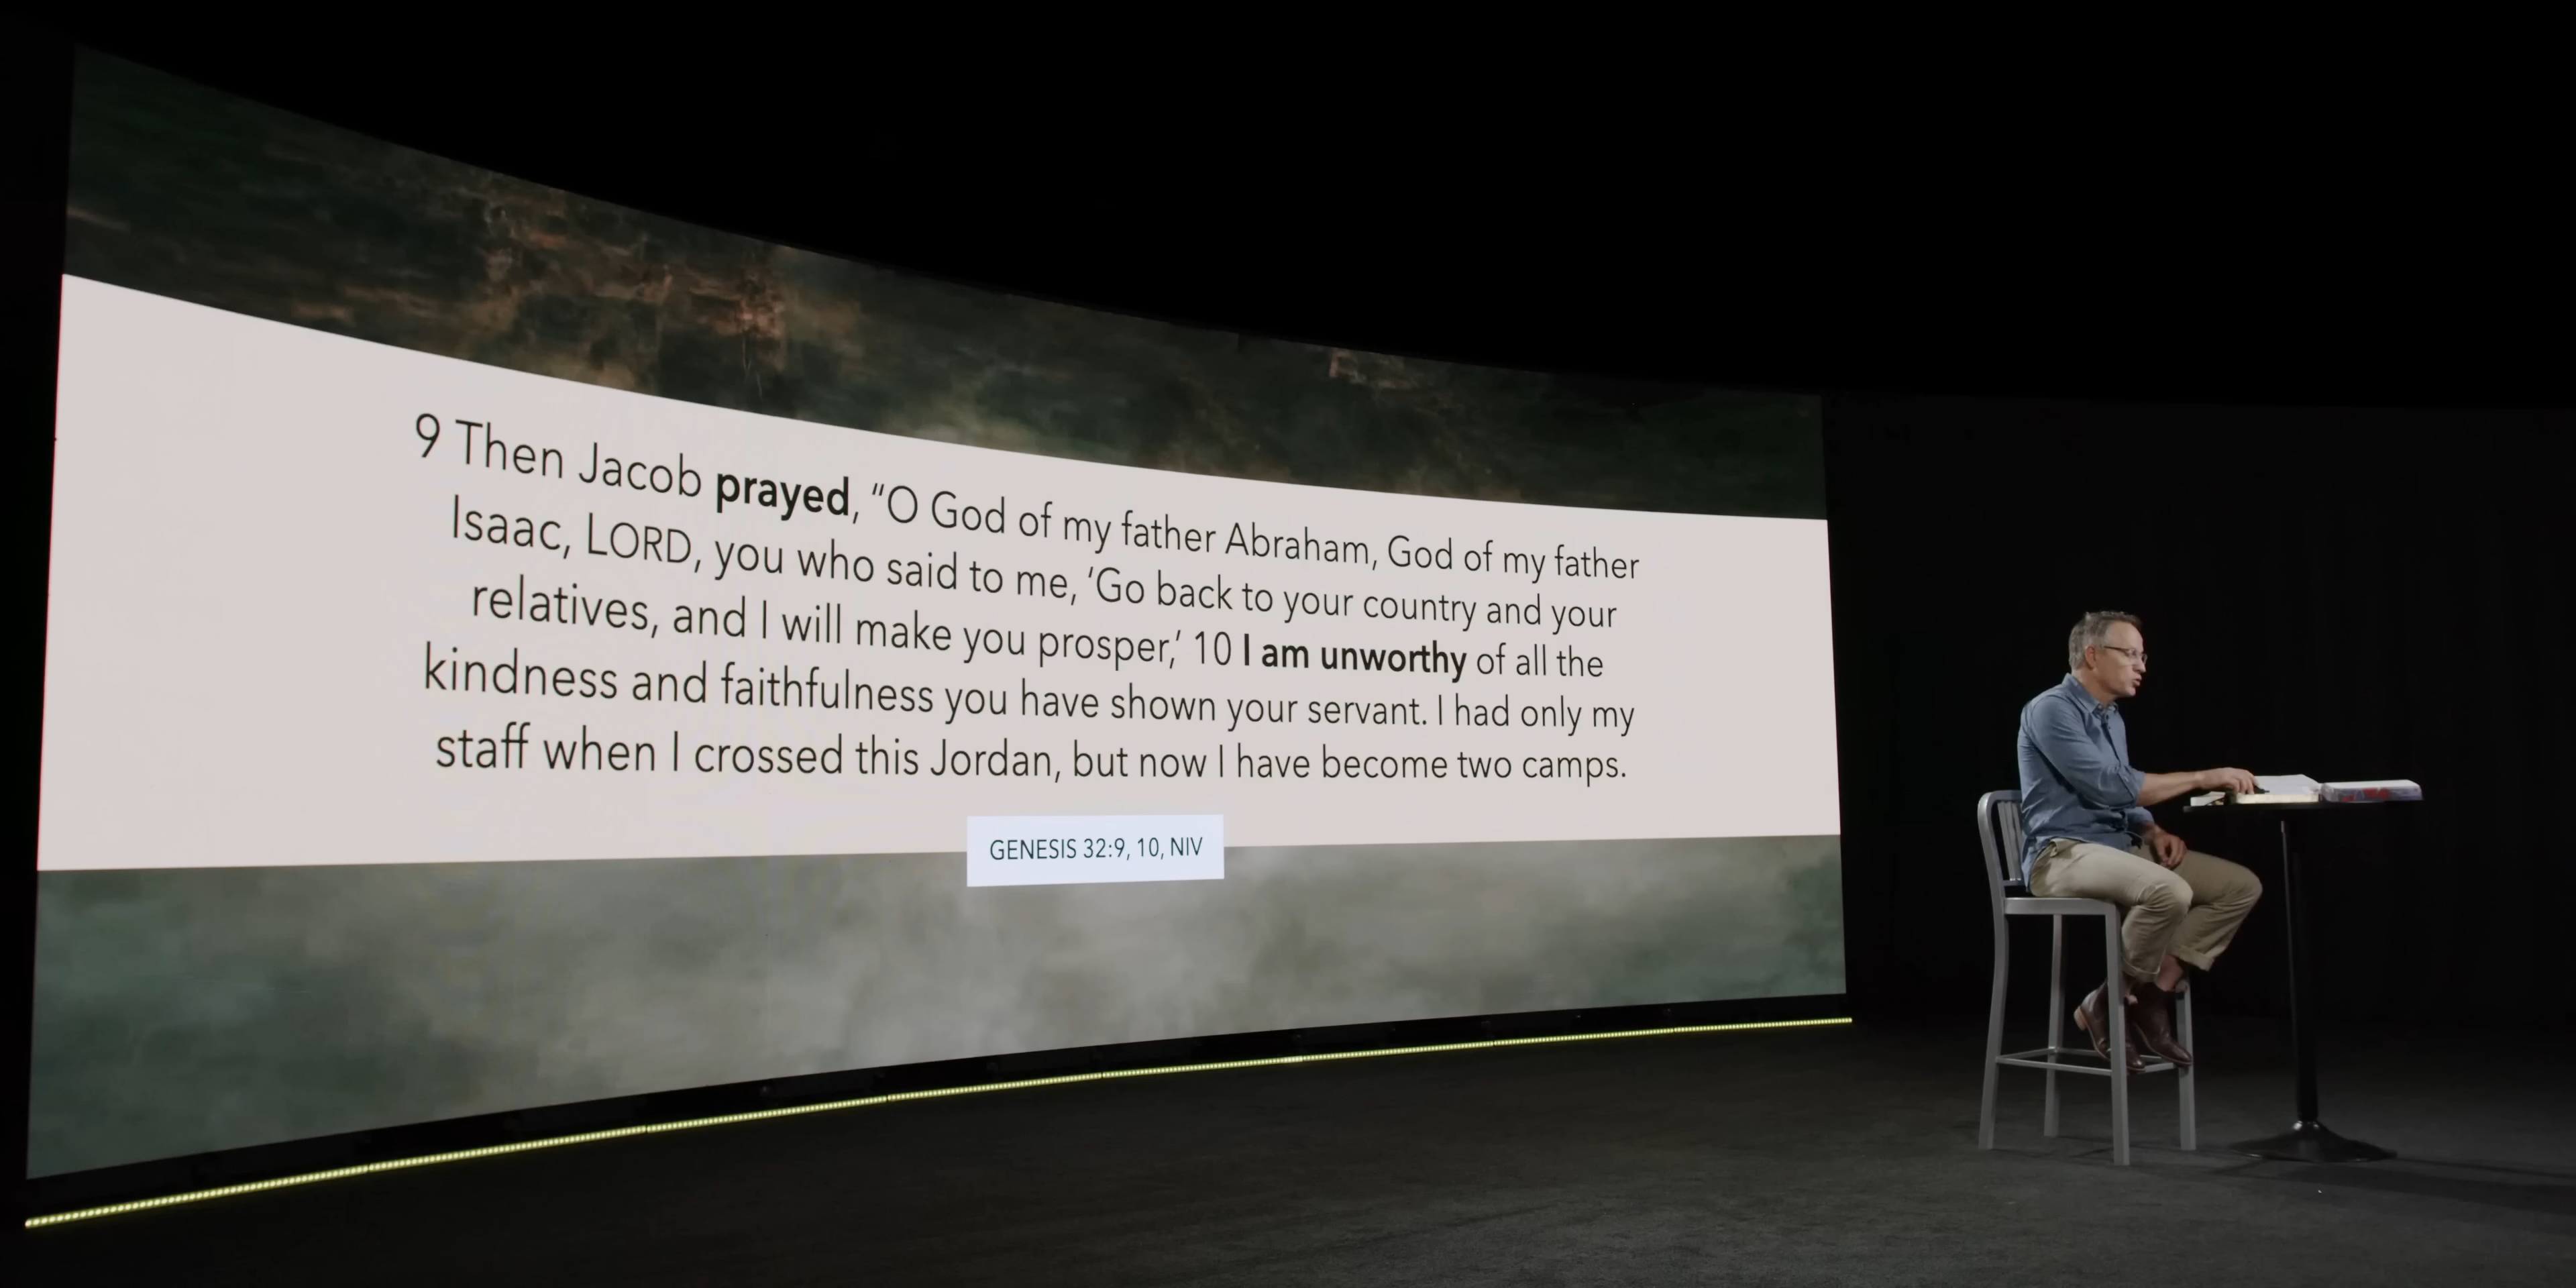 9 Then Jacob prayed, “O God of my father Abraham, God of my father
Isaac, LORD, you who said to me, ‘Go back to your country and your
relatives, and I will make you prosper,’ 10 I am unworthy of all the
kindness and faithfulness you have shown your servant. I had only my
staff when I crossed this Jordan, but now I have become two camps.
GENESIS 32:9, 10, NIV